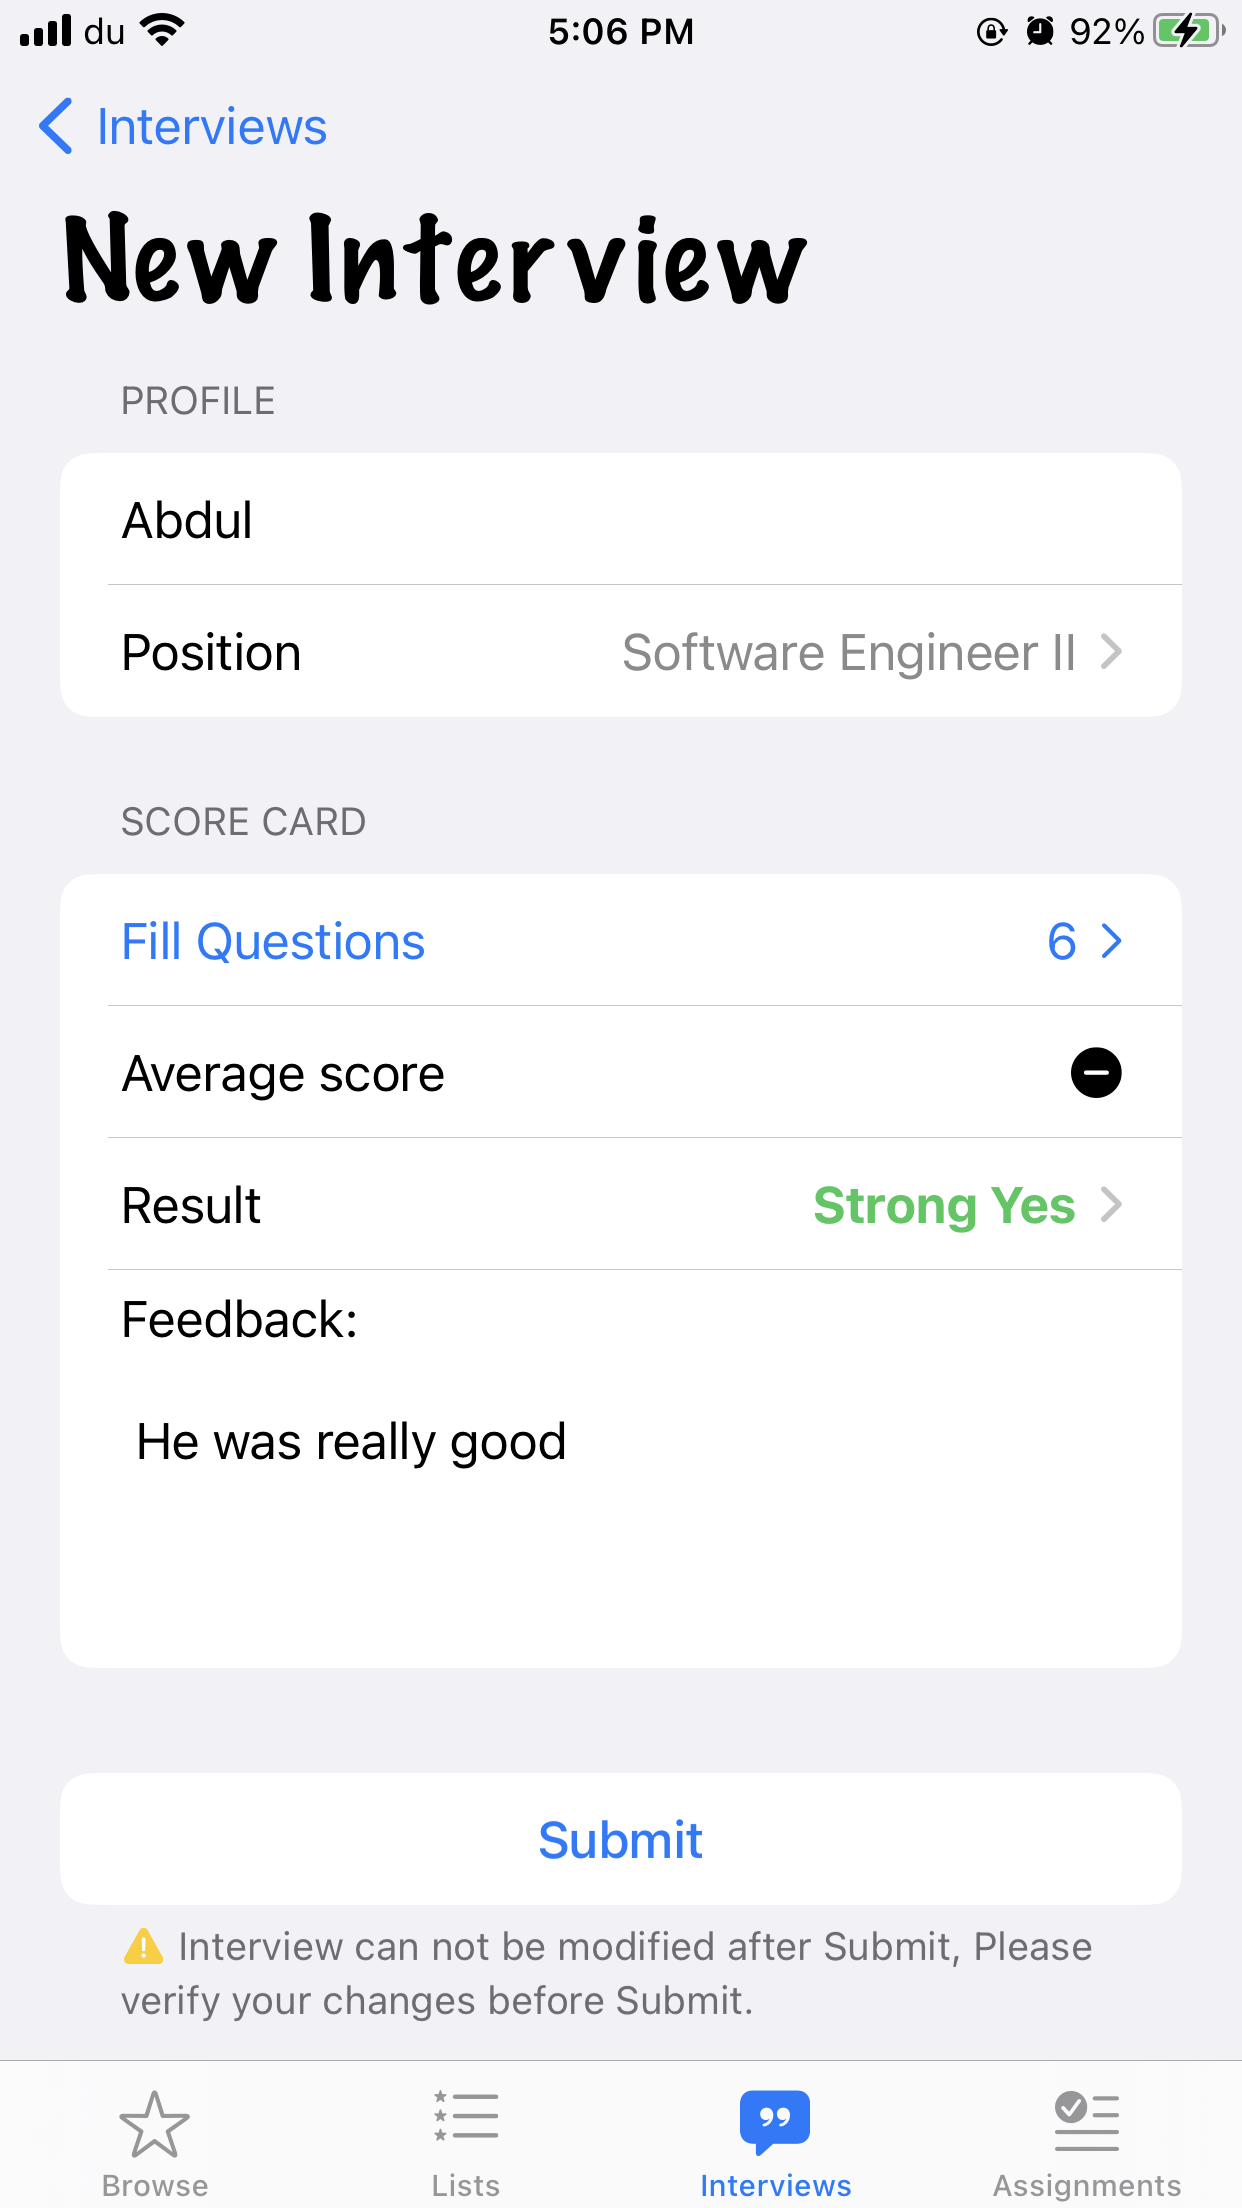 du 5:06 PM 92%
Interviews
New Interview
PROFILE
Abdul
Position Software Engineer II
SCORE CARD
Fill Questions 6
Average score
Result Strong Yes
Feedback:
He was really good
Submit
Interview can not be modified after Submit, Please
verify your changes before Submit.
Browse Lists Interviews Assignments